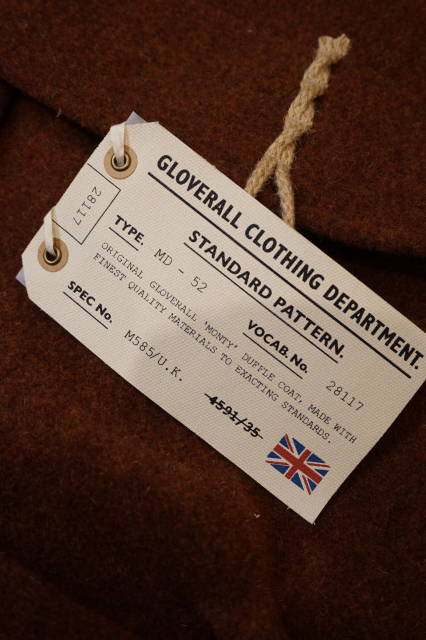 GLOVERALL CLOTHING DEPARTMENT.
STANDARD PATTERN.
28117
TYPE. MD - 52
VOCAB. No. 28117
ORIGINAL GLOVERALL 'MONTY' DUFFLE COAT, MADE WITH
FINEST QUALITY MATERIALS TO EXACTING STANDARDS.
SPEC No. M585/U.K.
4591/35